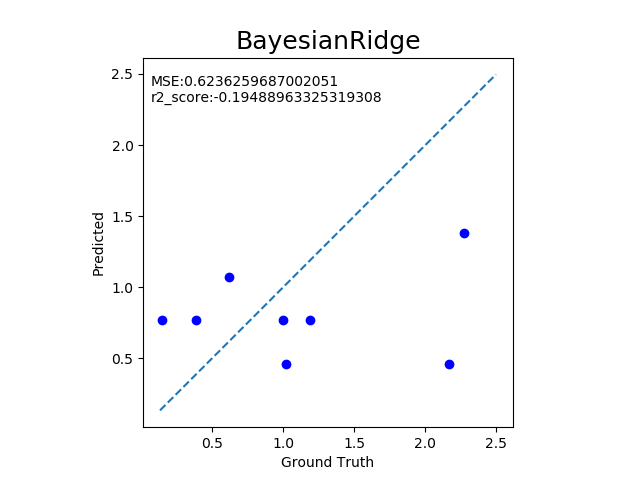 BayesianRidge
MSE:0.6236259687002051
r2_score:-0.19488963325319308
2.5
2.0
1.5
1.0
0.5
Predicted
0.5 1.0 1.5 2.0 2.5
Ground Truth